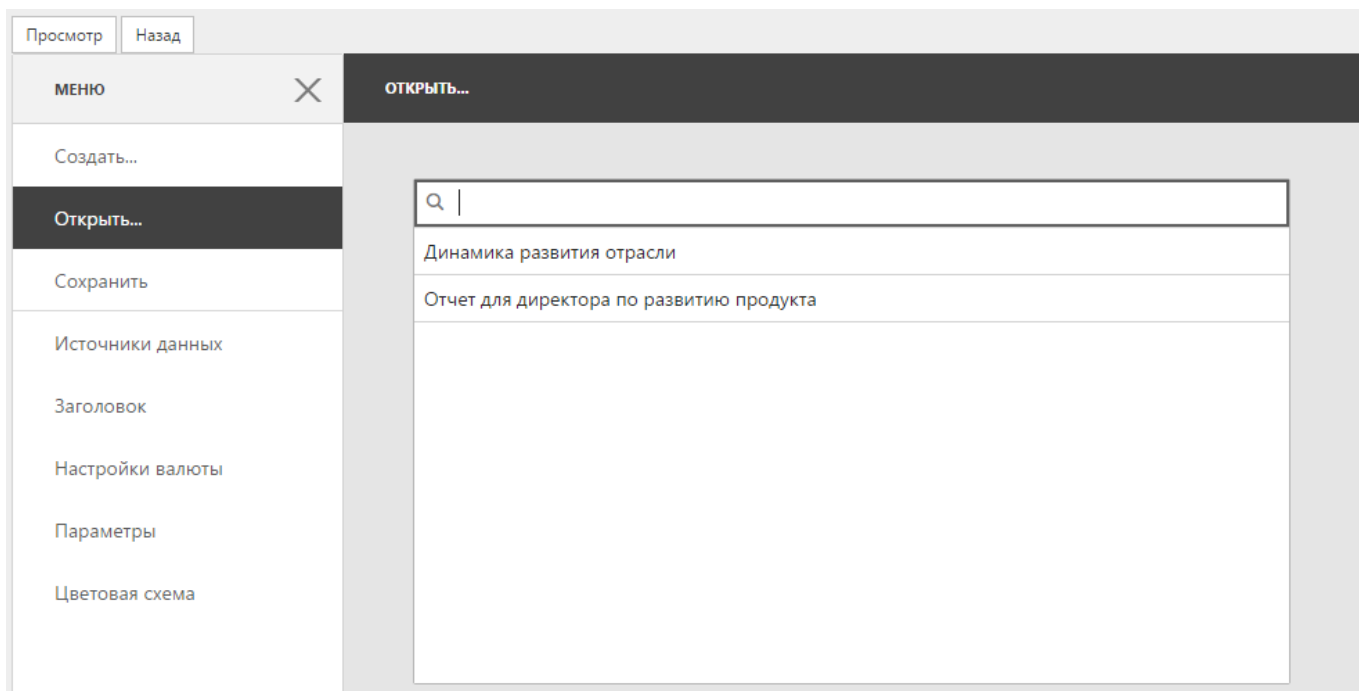 Просмотр Назад
МЕНЮ
ОТКРЫТЬ...
Создать...
Открыть...
Сохранить
Источники данных
Заголовок
Настройки валюты
Параметры
Цветовая схема
Динамика развития отрасли
Отчет для директора по развитию продукта